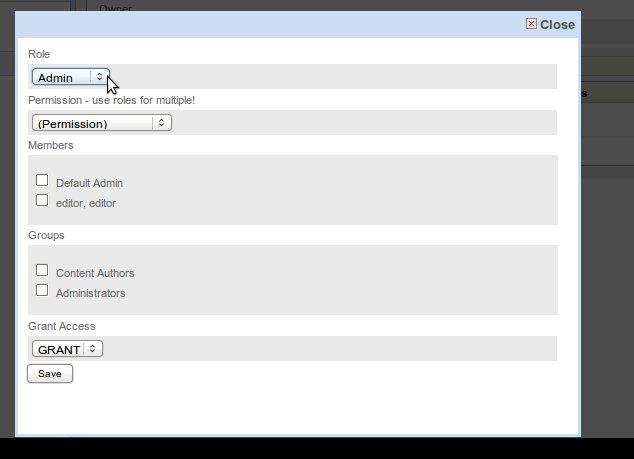 Owner
Close
Role
Admin
Permission - use roles for multiple!
(Permission)
s
Members
Default Admin
editor, editor
Groups
Content Authors
Administrators
Grant Access
GRANT
Save